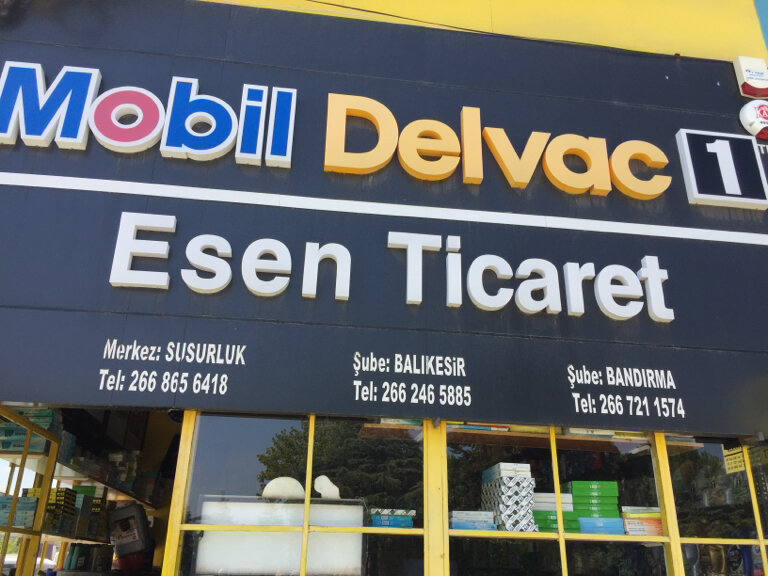 Mobil Delvac 1
Esen Ticaret
Merkez: SUSURLUK
Tel: 266 865 6418
Şube: BALIKESİR
Tel: 266 246 5885
Şube: BANDIRMA
Tel: 266 721 1574